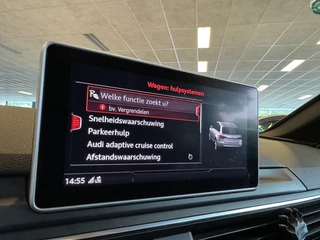 Wagen: hulpsystemen
Welke functie zoekt u?
bv. Vergrendelen
Snelheidswaarschuwing
Parkeerhulp
Audi adaptive cruise control
Afstandswaarschuwing
14:55